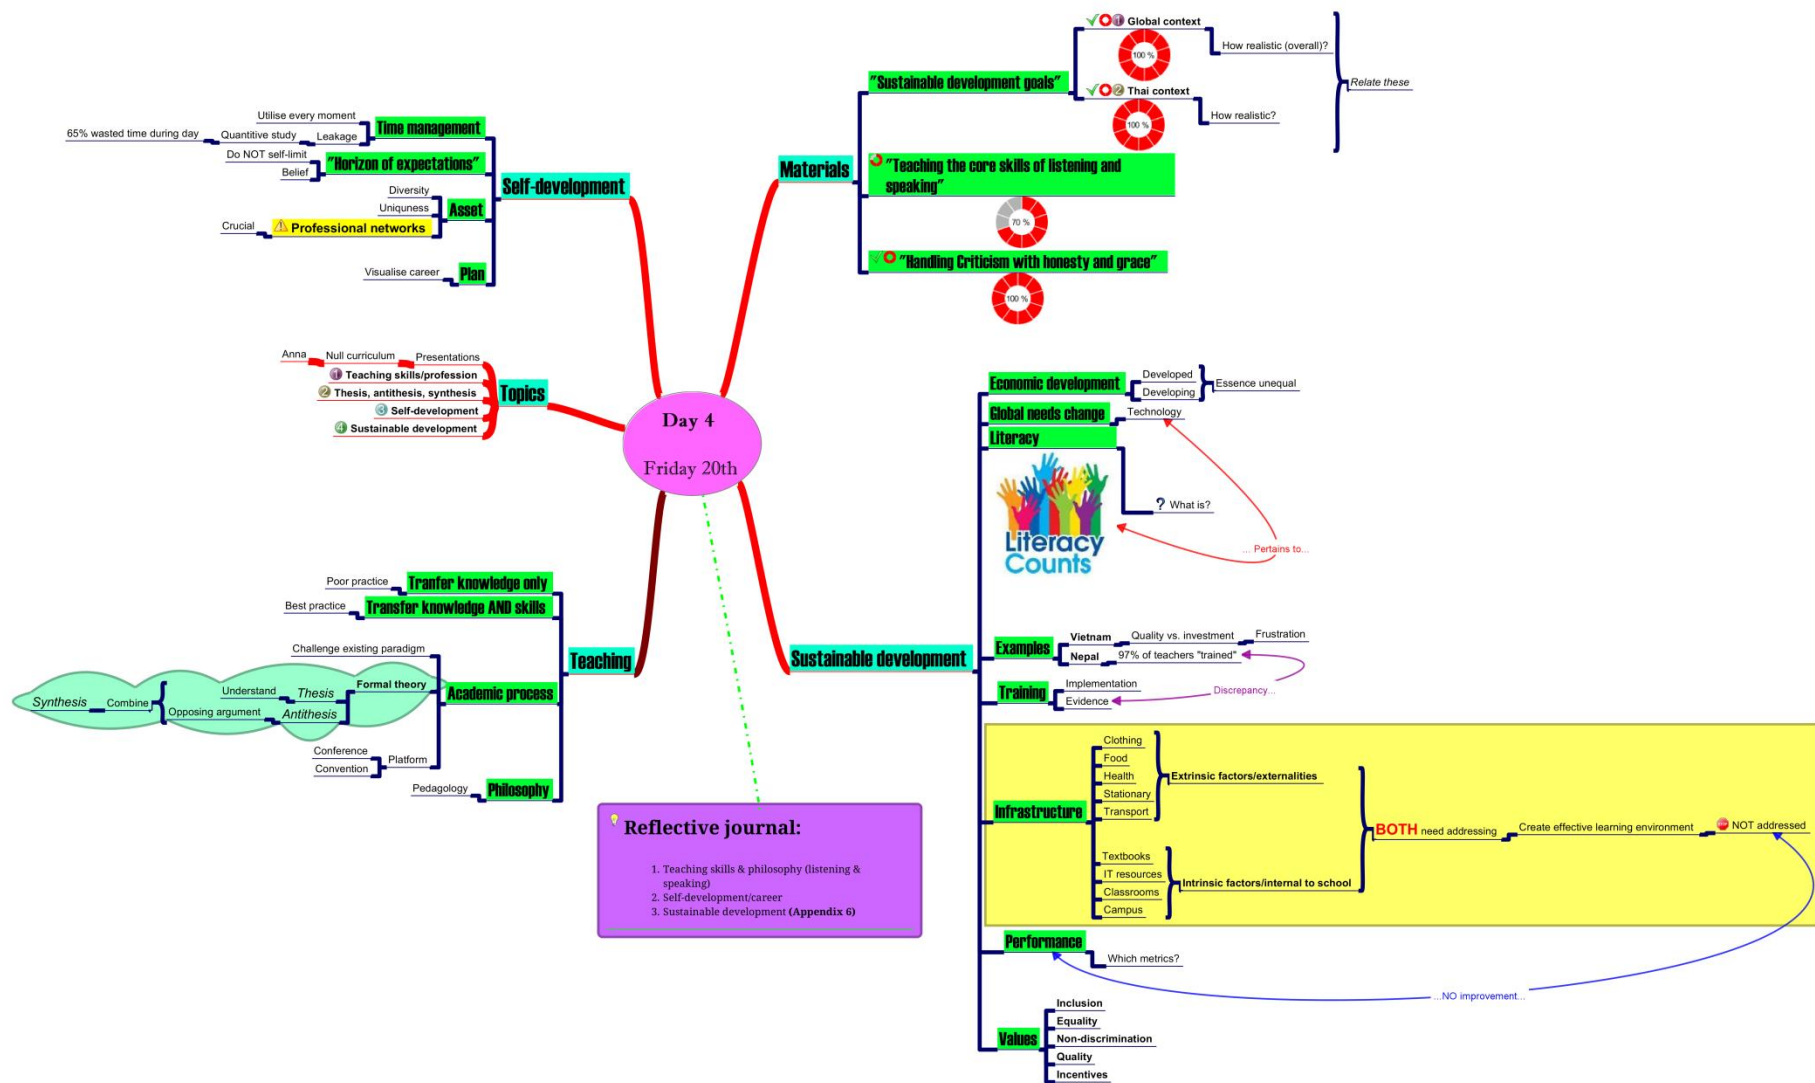 Day 4
Friday 20th
Materials
"Sustainable development goals"
Global context
100 %
How realistic (overall)?
Thai context
100 %
How realistic?
Relate these
"Teaching the core skills of listening and
speaking"
70 %
"Handling Criticism with honesty and grace"
100 %
Self-development
Time management
Utilise every moment
Leakage
Quantitive study
65% wasted time during day
"Horizon of expectations"
Do NOT self-limit
Belief
Asset
Diversity
Uniquness
Professional networks
Crucial
Plan
Visualise career
Topics
Presentations
Null curriculum
Anna
1 Teaching skills/profession
2 Thesis, antithesis, synthesis
3 Self-development
4 Sustainable development
Teaching
Tranfer knowledge only
Poor practice
Transfer knowledge AND skills
Best practice
Academic process
Challenge existing paradigm
Formal theory
Thesis
Understand
Antithesis
Opposing argument
Combine
Synthesis
Platform
Conference
Convention
Philosophy
Pedagology
Reflective journal:
1. Teaching skills & philosophy (listening &
speaking)
2. Self-development/career
3. Sustainable development (Appendix 6)
Sustainable development
Economic development
Developed
Developing
Essence unequal
Global needs change
Technology
Literacy
Literacy
Counts
? What is?
... Pertains to...
Examples
Vietnam
Quality vs. investment
Frustration
Nepal
97% of teachers "trained"
Training
Implementation
Evidence
Discrepancy...
Infrastructure
Clothing
Food
Health
Stationary
Transport
Extrinsic factors/externalities
Textbooks
IT resources
Classrooms
Campus
Intrinsic factors/internal to school
BOTH need addressing
Create effective learning environment
NOT addressed
Performance
Which metrics?
...NO improvement...
Values
Inclusion
Equality
Non-discrimination
Quality
Incentives